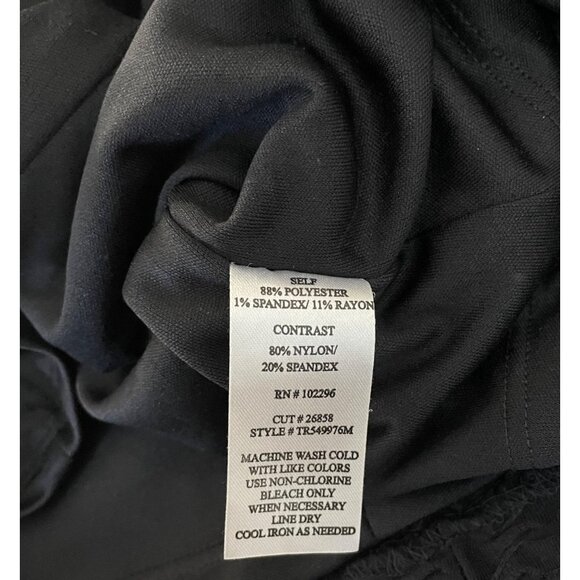 SELF
88% POLYESTER
1% SPANDEX/ 11% RAYON
CONTRAST
80% NYLON/
20% SPANDEX
RN # 102296
CUT # 26858
STYLE # TR549976M
MACHINE WASH COLD
WITH LIKE COLORS
USE NON-CHLORINE
BLEACH ONLY
WHEN NECESSARY
LINE DRY
COOL IRON AS NEEDED